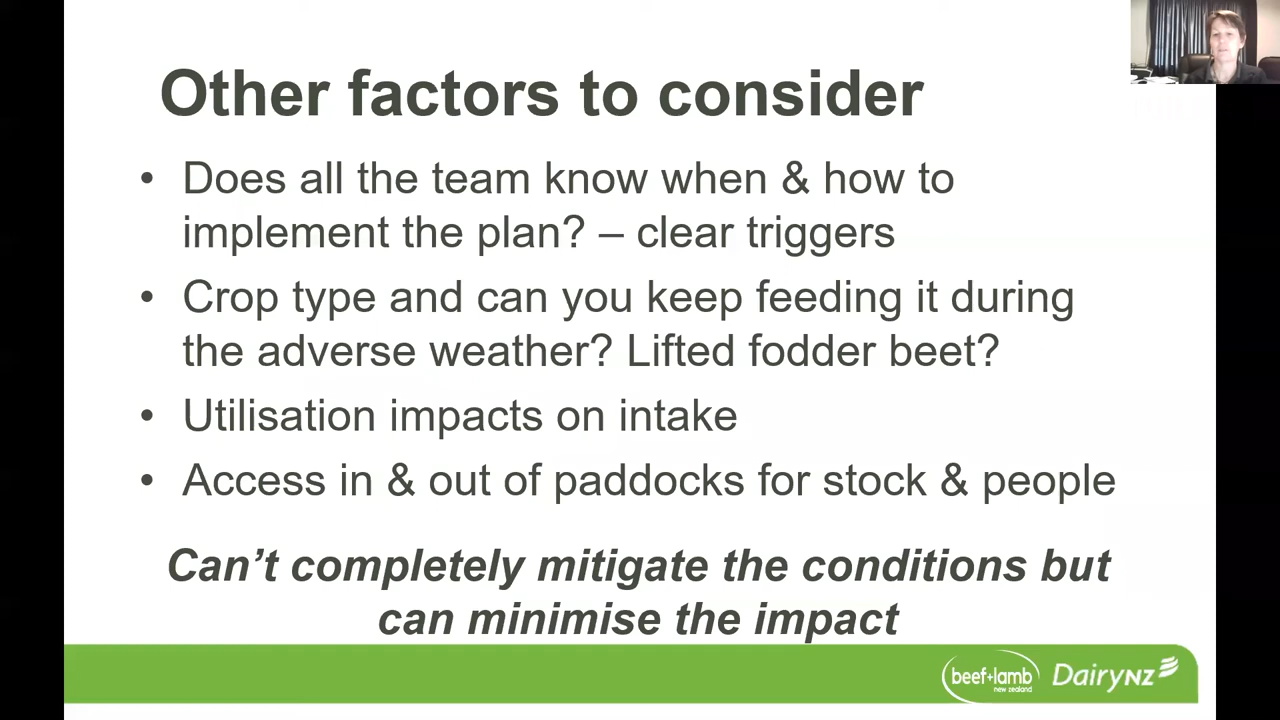 Other factors to consider
• Does all the team know when & how to
implement the plan? – clear triggers
• Crop type and can you keep feeding it during
the adverse weather? Lifted fodder beet?
• Utilisation impacts on intake
• Access in & out of paddocks for stock & people
Can’t completely mitigate the conditions but
can minimise the impact
beef+lamb
new zealand
DairyNZ